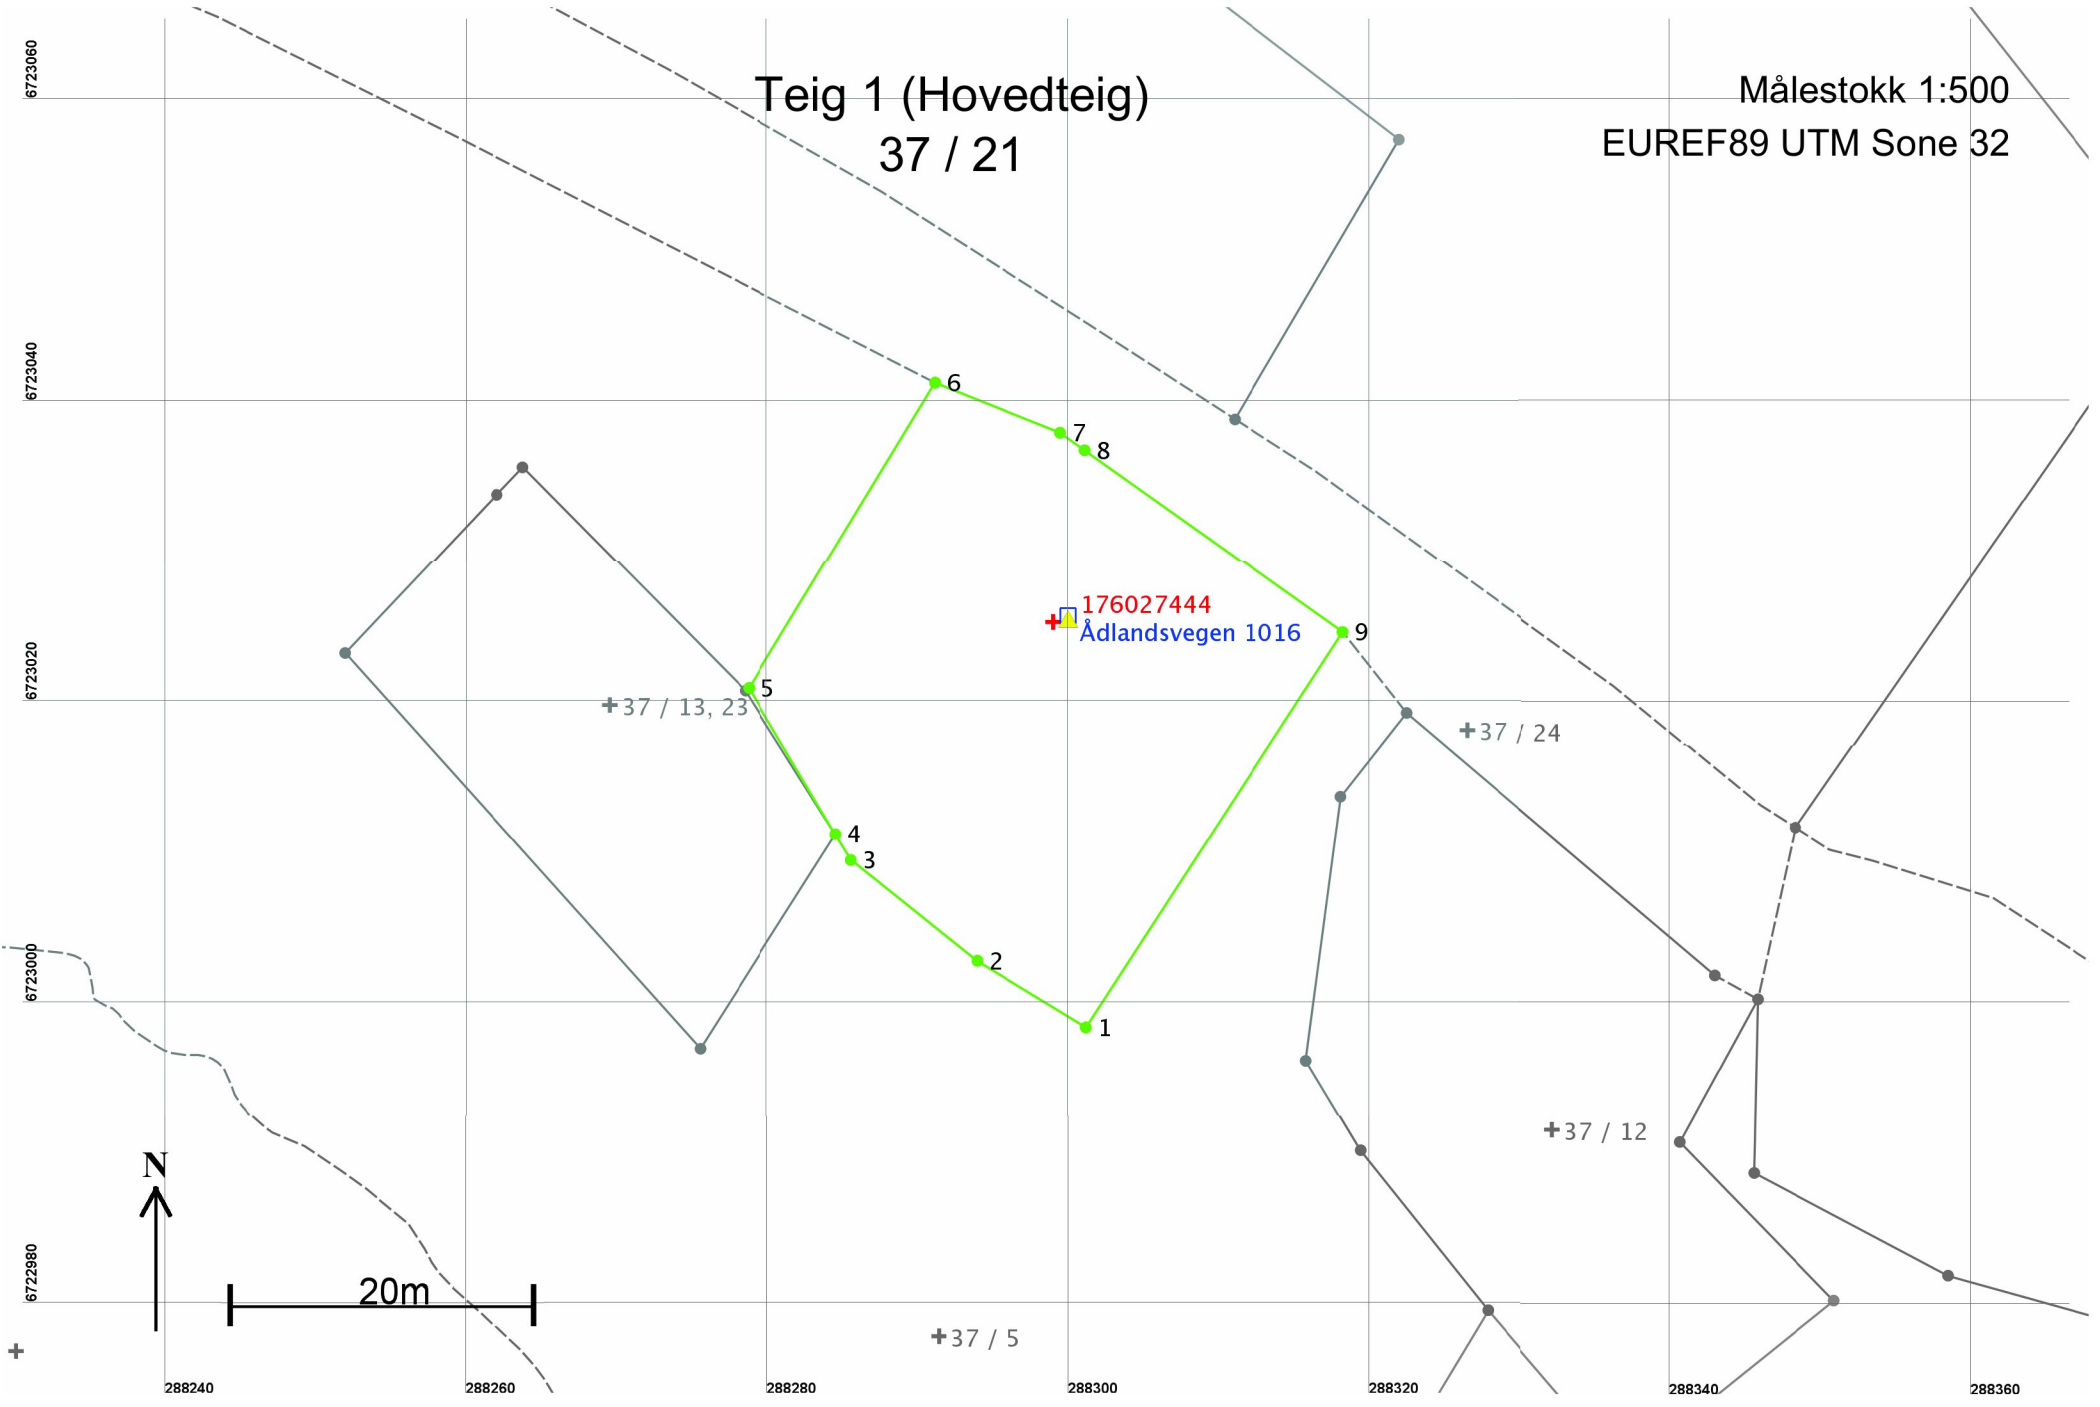 Teig 1 (Hovedteig)
37 / 21
Målestokk 1:500
EUREF89 UTM Sone 32
6723060
6723040
6723020
6723000
6722980
6
7
8
176027444
Ådlandsvegen 1016
9
5
37 / 13, 23
37 / 24
4
3
2
1
37 / 12
N
20m
37 / 5
288240
288260
288280
288300
288320
288340
288360